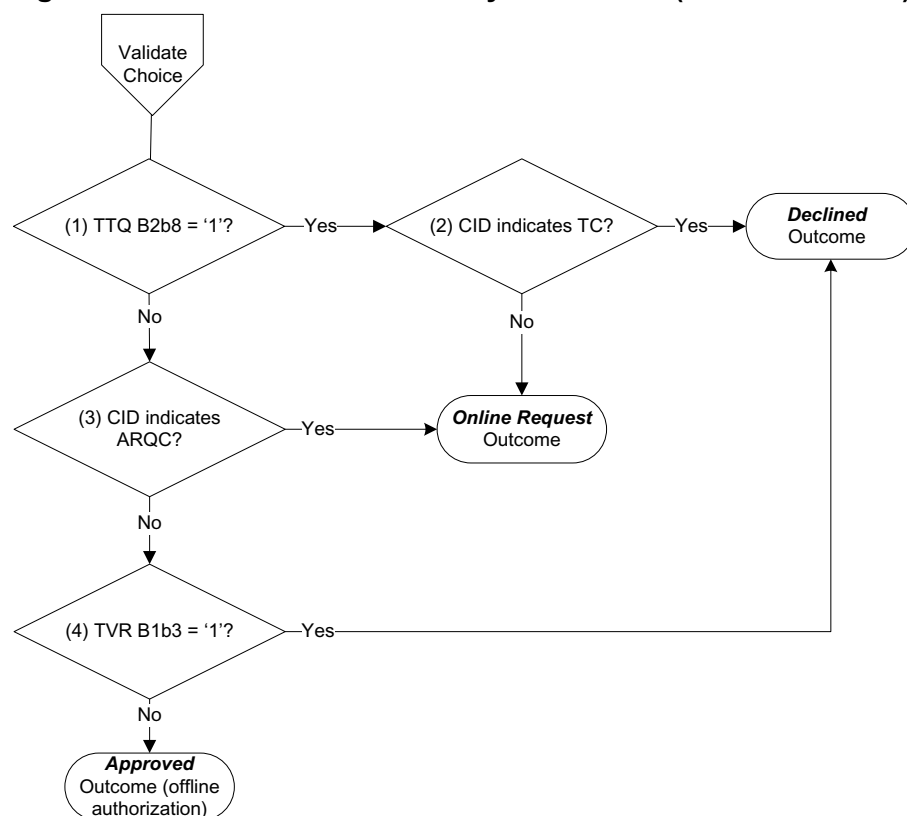 Validate
Choice
(1) TTQ B2b8 = ‘1’?
Yes
(2) CID indicates TC?
Yes
Declined
Outcome
No
No
(3) CID indicates
ARQC?
Yes
Online Request
Outcome
No
(4) TVR B1b3 = ‘1’?
Yes
No
Approved
Outcome (offline
authorization)